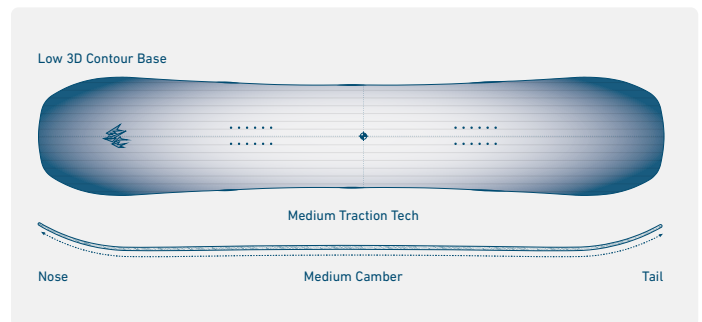 Low 3D Contour Base
Medium Traction Tech
Nose
Medium Camber
Tail